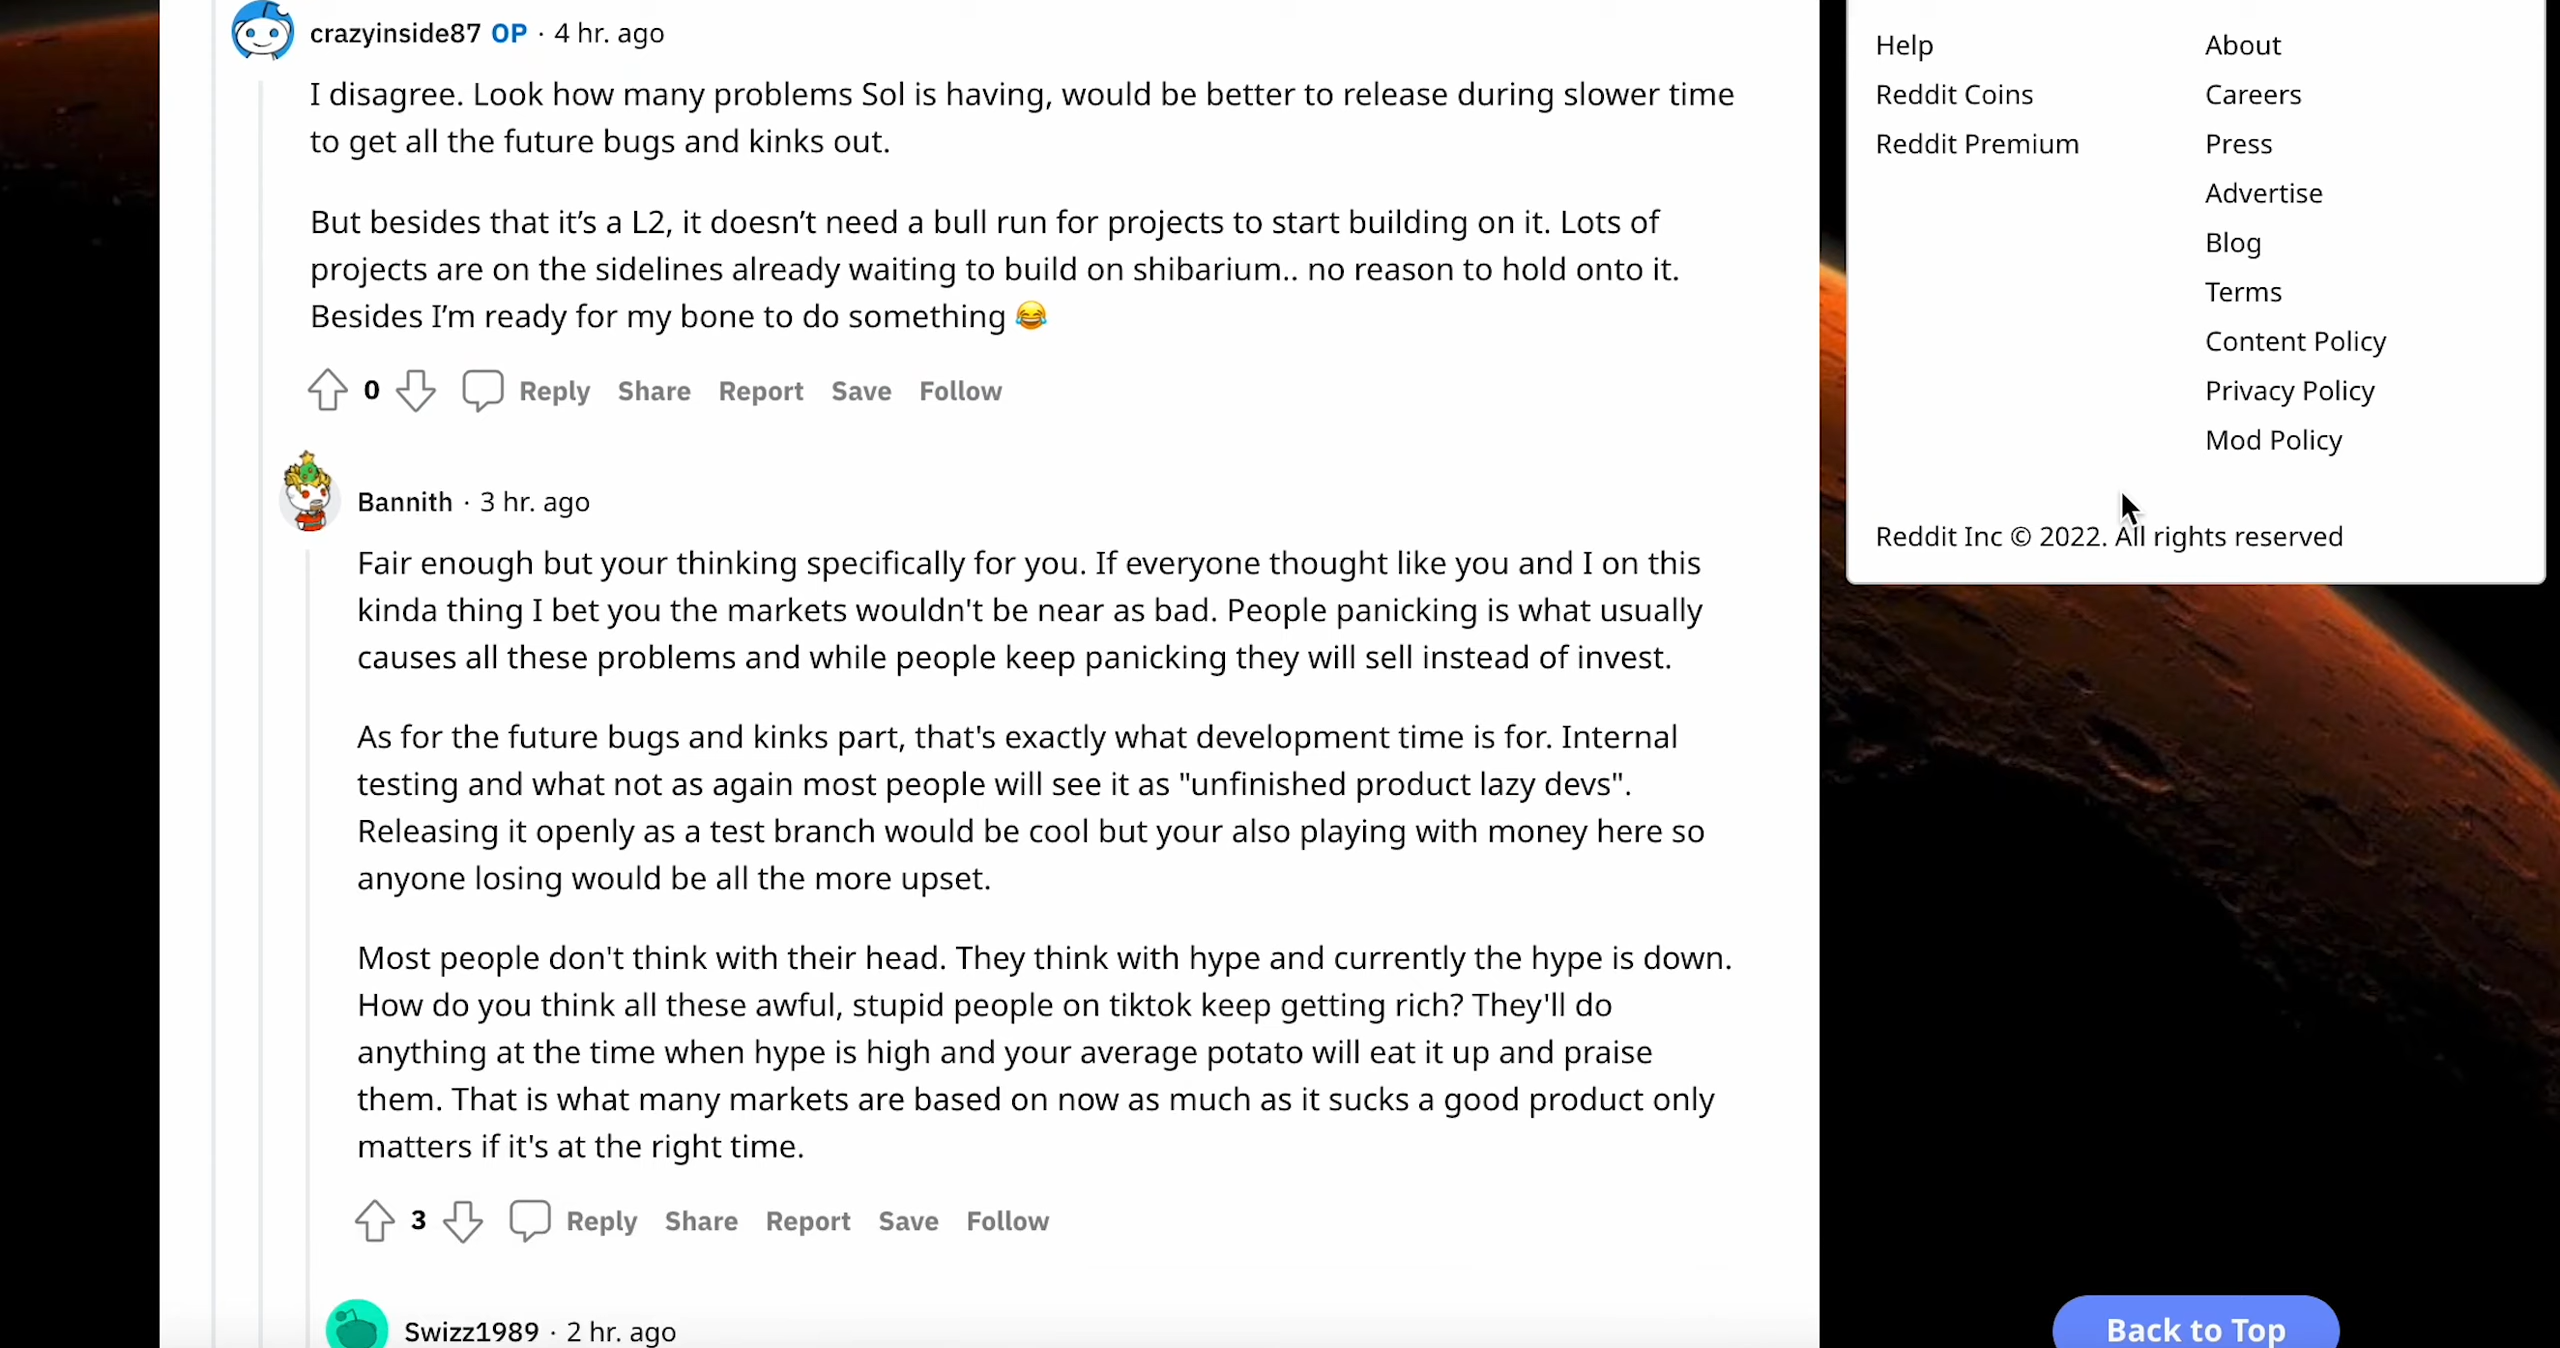 crazyinside87 OP · 4 hr. ago
I disagree. Look how many problems Sol is having, would be better to release during slower time
to get all the future bugs and kinks out.
But besides that it’s a L2, it doesn’t need a bull run for projects to start building on it. Lots of
projects are on the sidelines already waiting to build on shibarium.. no reason to hold onto it.
Besides I’m ready for my bone to do something 😂
0 Reply Share Report Save Follow
Bannith · 3 hr. ago
Fair enough but your thinking specifically for you. If everyone thought like you and I on this
kinda thing I bet you the markets wouldn't be near as bad. People panicking is what usually
causes all these problems and while people keep panicking they will sell instead of invest.
As for the future bugs and kinks part, that's exactly what development time is for. Internal
testing and what not as again most people will see it as "unfinished product lazy devs".
Releasing it openly as a test branch would be cool but your also playing with money here so
anyone losing would be all the more upset.
Most people don't think with their head. They think with hype and currently the hype is down.
How do you think all these awful, stupid people on tiktok keep getting rich? They'll do
anything at the time when hype is high and your average potato will eat it up and praise
them. That is what many markets are based on now as much as it sucks a good product only
matters if it's at the right time.
3 Reply Share Report Save Follow
Swizz1989 · 2 hr. ago
Help
Reddit Coins
Reddit Premium
About
Careers
Press
Advertise
Blog
Terms
Content Policy
Privacy Policy
Mod Policy
Reddit Inc © 2022. All rights reserved
Back to Top